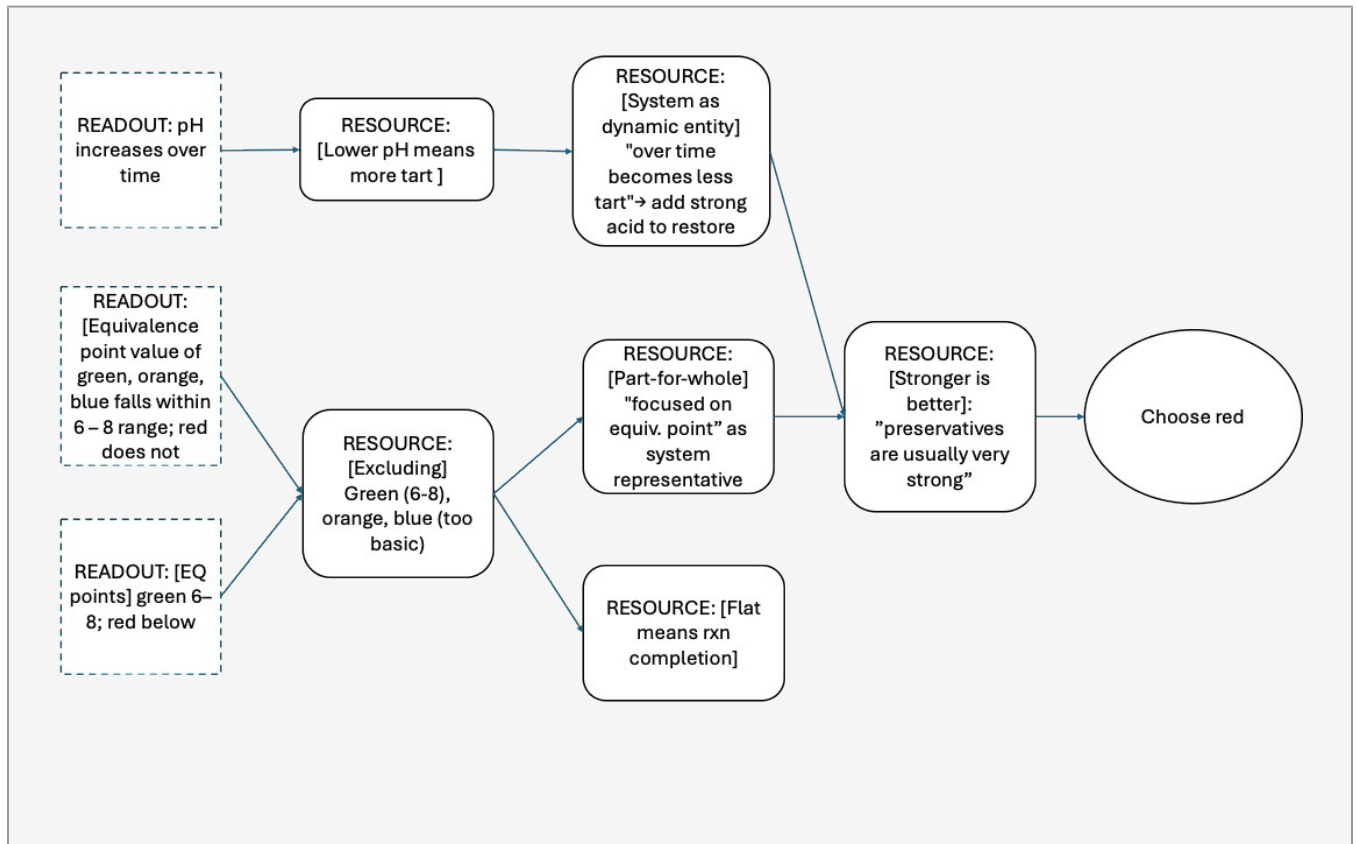 READOUT: pH
increases over
time
RESOURCE:
[Lower pH means
more tart ]
RESOURCE:
[System as
dynamic entity]
"over time
becomes less
tart"→ add strong
acid to restore
READOUT:
[Equivalence
point value of
green, orange,
blue falls within
6 – 8 range; red
does not
READOUT: [EQ
points] green 6–
8; red below
RESOURCE:
[Excluding]
Green (6-8),
orange, blue (too
basic)
RESOURCE:
[Part-for-whole]
"focused on
equiv. point” as
system
representative
RESOURCE: [Flat
means rxn
completion]
RESOURCE:
[Stronger is
better]:
”preservatives
are usually very
strong”
Choose red